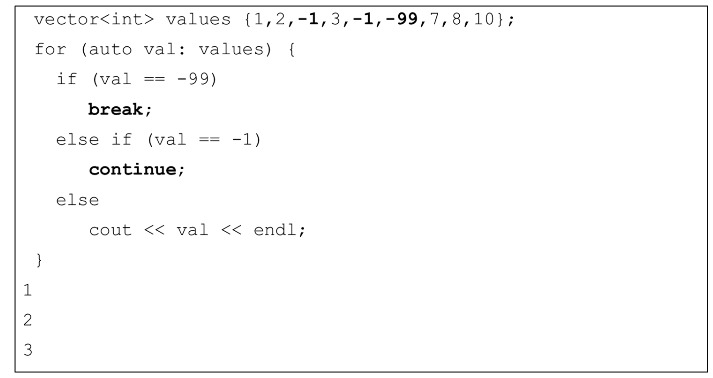 vector<int> values {1,2,-1,3,-1,-99,7,8,10};
for (auto val: values) {
if (val == -99)
break;
else if (val == -1)
continue;
else
cout << val << endl;
}
1
2
3